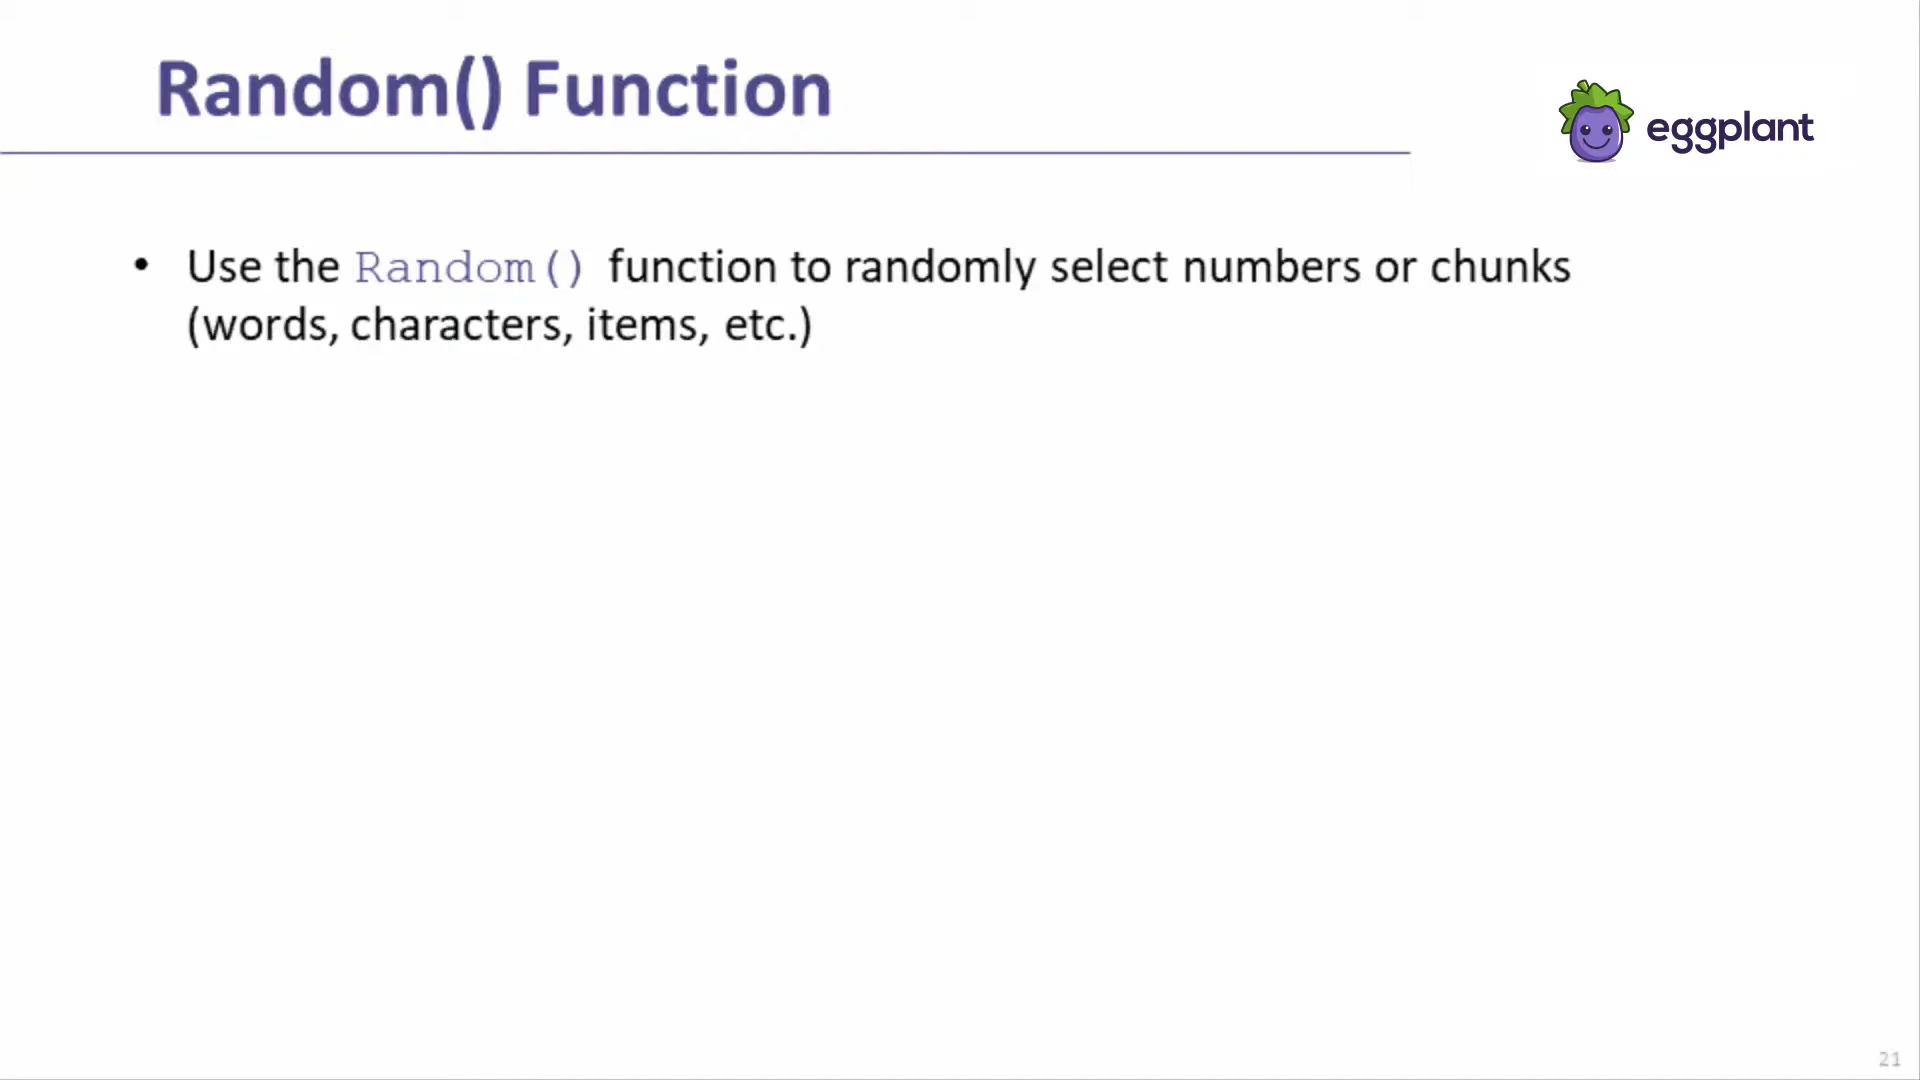 Random() Function
eggplant
• Use the Random() function to randomly select numbers or chunks
(words, characters, items, etc.)
21